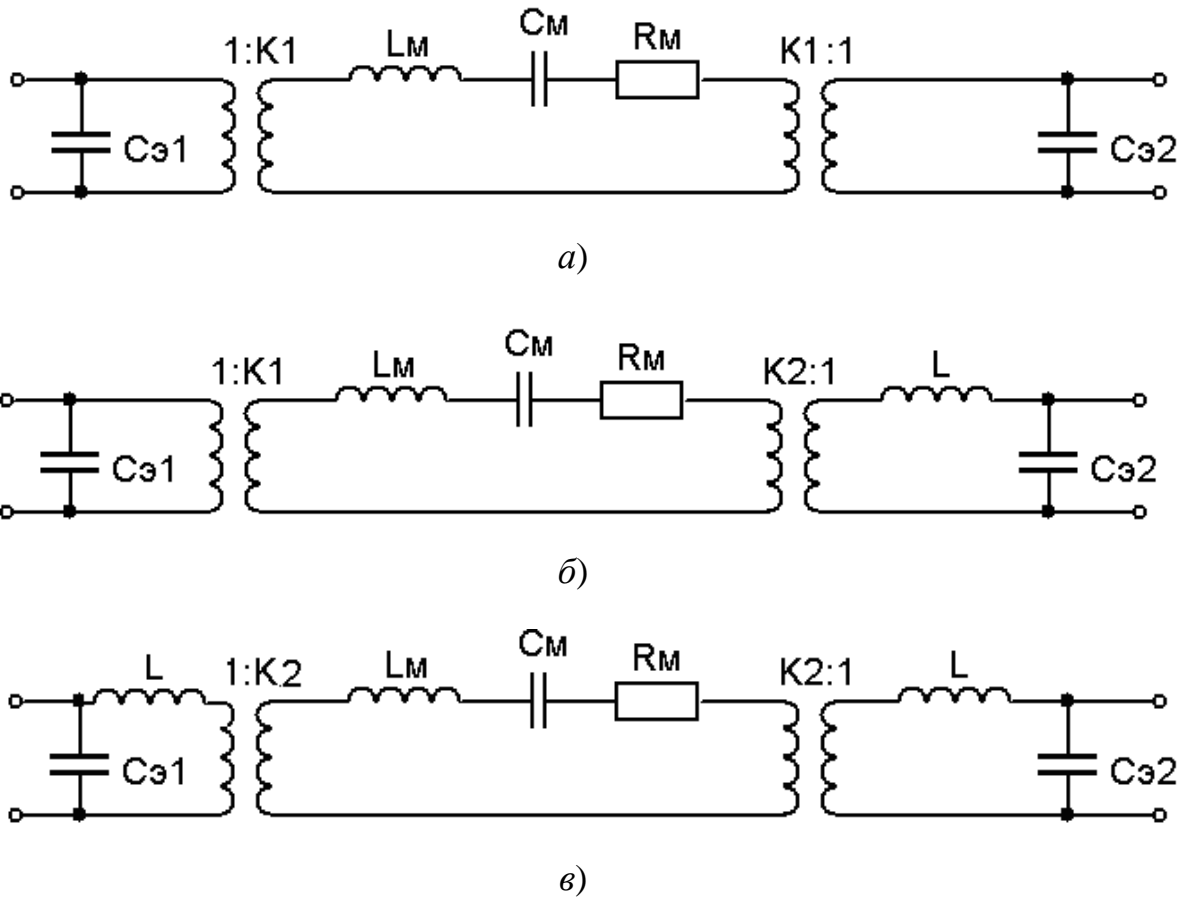 Cм
1:K1 Lм Rм K1:1
Cэ1 Cэ2
а)
Cм
1:K1 Lм Rм K2:1 L
Cэ1 Cэ2
б)
Cм
L 1:K2 Lм Rм K2:1 L
Cэ1 Cэ2
в)